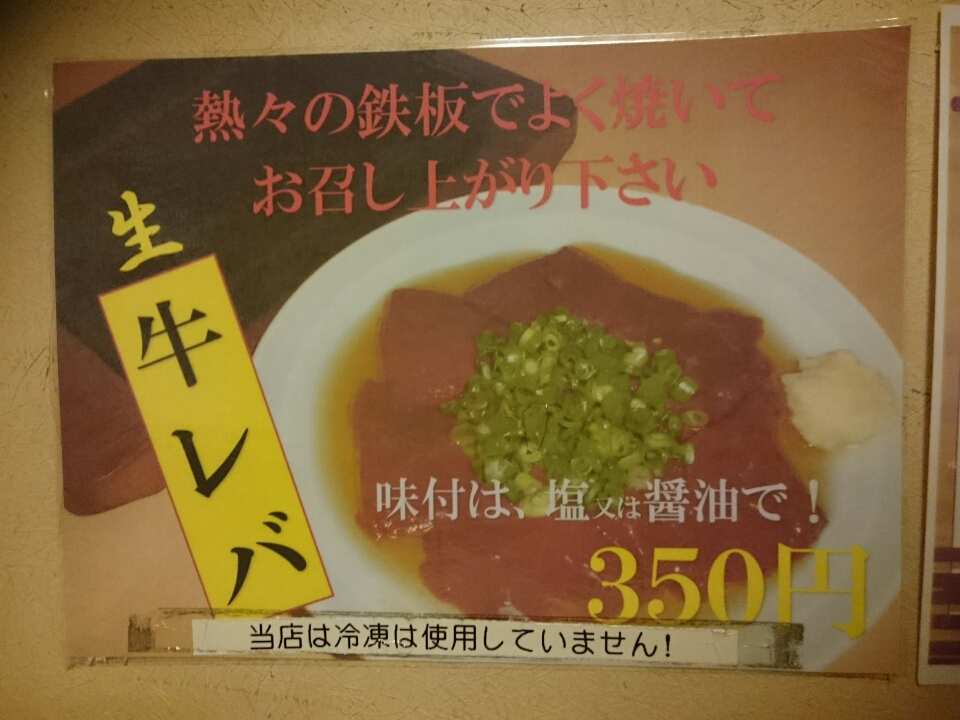 熱々の鉄板でよく焼いて
お召し上がり下さい
生
牛レバ
味付は、塩又は醤油で！
350円
当店は冷凍は使用していません！